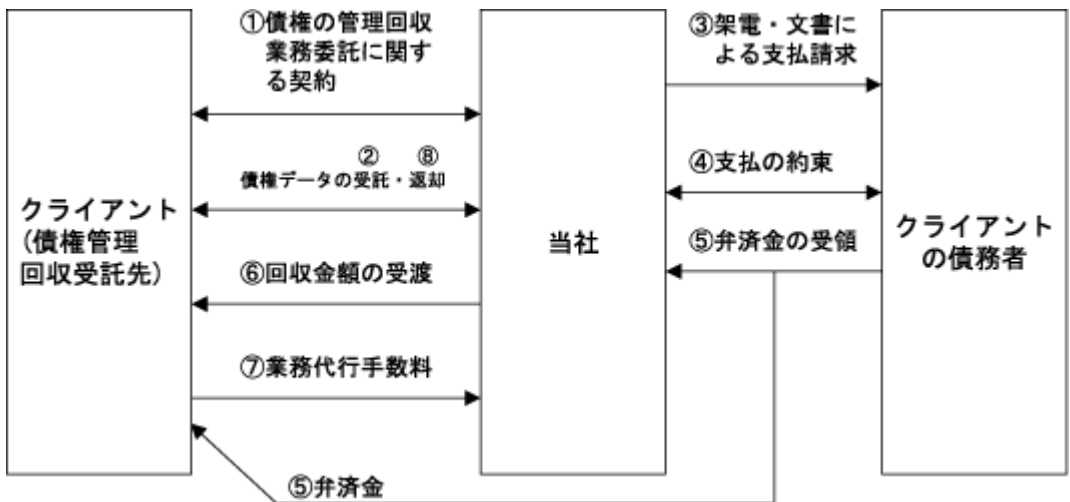 ①債権の管理回収
業務委託に関す
る契約
③架電・文書に
よる支払請求
② ⑧
債権データの受託・返却
④支払の約束
クライアント
(債権管理
回収受託先)
当社
⑤弁済金の受領
クライアント
の債務者
⑥回収金額の受渡
⑦業務代行手数料
⑤弁済金